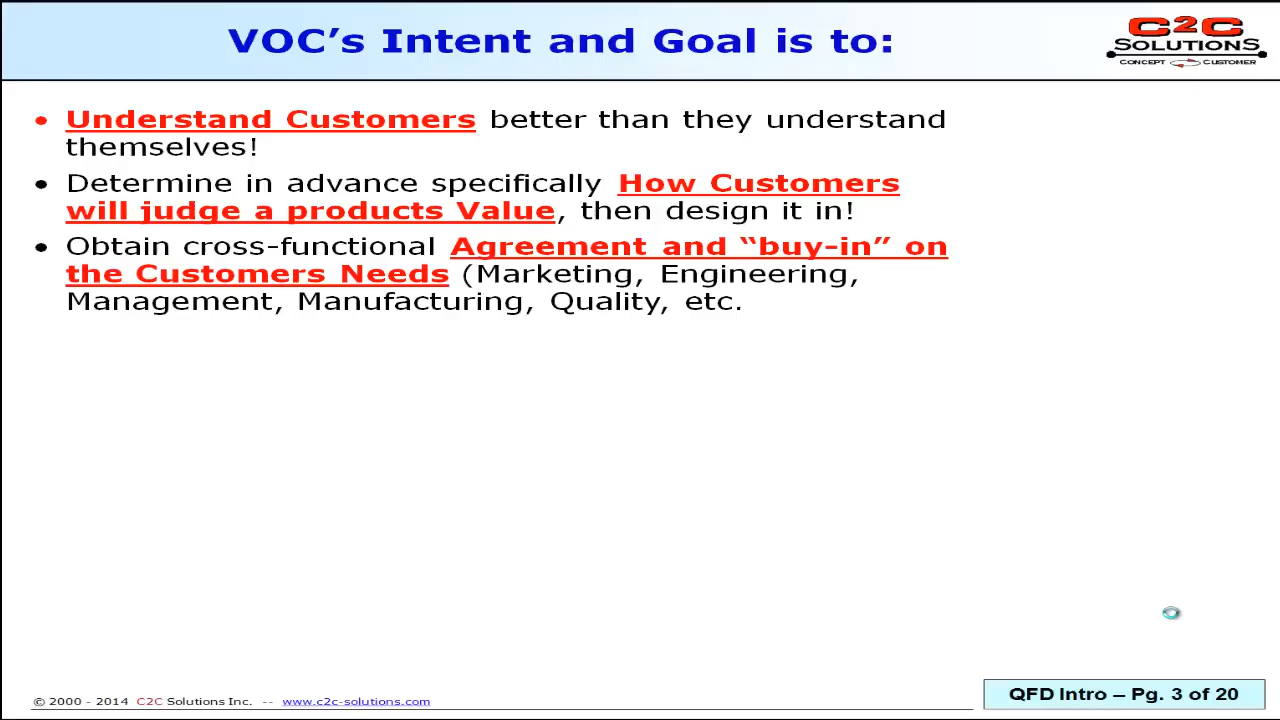 VOC’s Intent and Goal is to:
C2C
SOLUTIONS
CONCEPT CUSTOMER
• Understand Customers better than they understand
themselves!
• Determine in advance specifically How Customers
will judge a products Value, then design it in!
• Obtain cross-functional Agreement and “buy-in” on
the Customers Needs (Marketing, Engineering,
Management, Manufacturing, Quality, etc.
© 2000 - 2014 C2C Solutions Inc. -- www.c2c-solutions.com
QFD Intro – Pg. 3 of 20